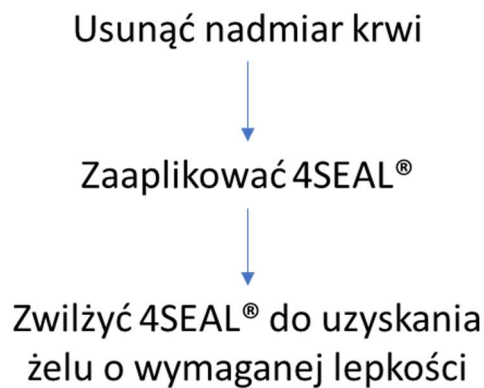 Usunąć nadmiar krwi
Zaaplikować 4SEAL®
Zwilżyć 4SEAL® do uzyskania
żelu o wymaganej lepkości